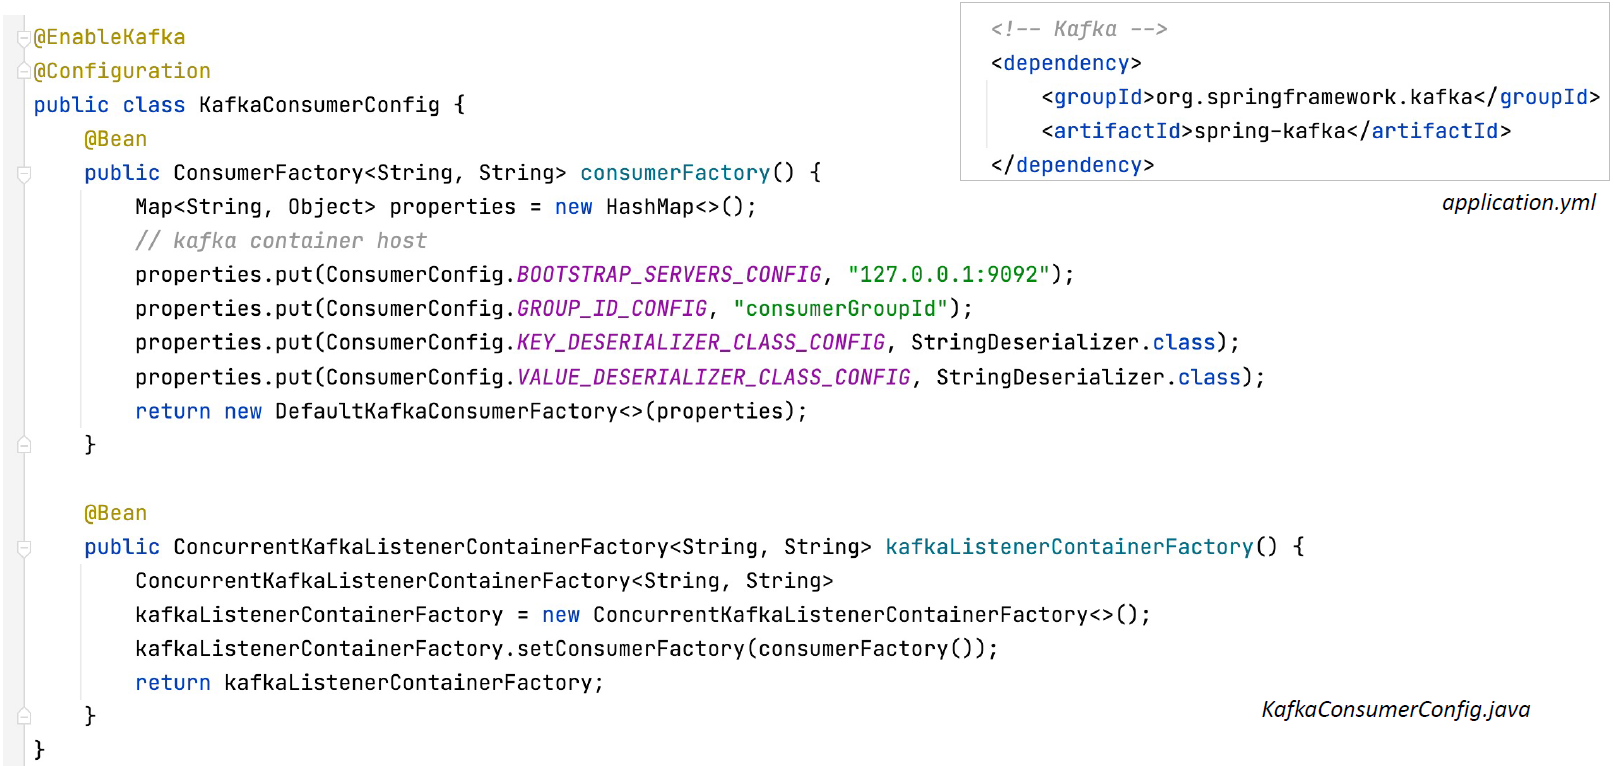 @EnableKafka
@Configuration
public class KafkaConsumerConfig {
    @Bean
    public ConsumerFactory<String, String> consumerFactory() {
        Map<String, Object> properties = new HashMap<>();
        // kafka container host
        properties.put(ConsumerConfig.BOOTSTRAP_SERVERS_CONFIG, "127.0.0.1:9092");
        properties.put(ConsumerConfig.GROUP_ID_CONFIG, "consumerGroupId");
        properties.put(ConsumerConfig.KEY_DESERIALIZER_CLASS_CONFIG, StringDeserializer.class);
        properties.put(ConsumerConfig.VALUE_DESERIALIZER_CLASS_CONFIG, StringDeserializer.class);
        return new DefaultKafkaConsumerFactory<>(properties);
    }

    @Bean
    public ConcurrentKafkaListenerContainerFactory<String, String> kafkaListenerContainerFactory() {
        ConcurrentKafkaListenerContainerFactory<String, String>
        kafkaListenerContainerFactory = new ConcurrentKafkaListenerContainerFactory<>();
        kafkaListenerContainerFactory.setConsumerFactory(consumerFactory());
        return kafkaListenerContainerFactory;
    }
}
KafkaConsumerConfig.java
<!-- Kafka -->
<dependency>
    <groupId>org.springframework.kafka</groupId>
    <artifactId>spring-kafka</artifactId>
</dependency>
application.yml